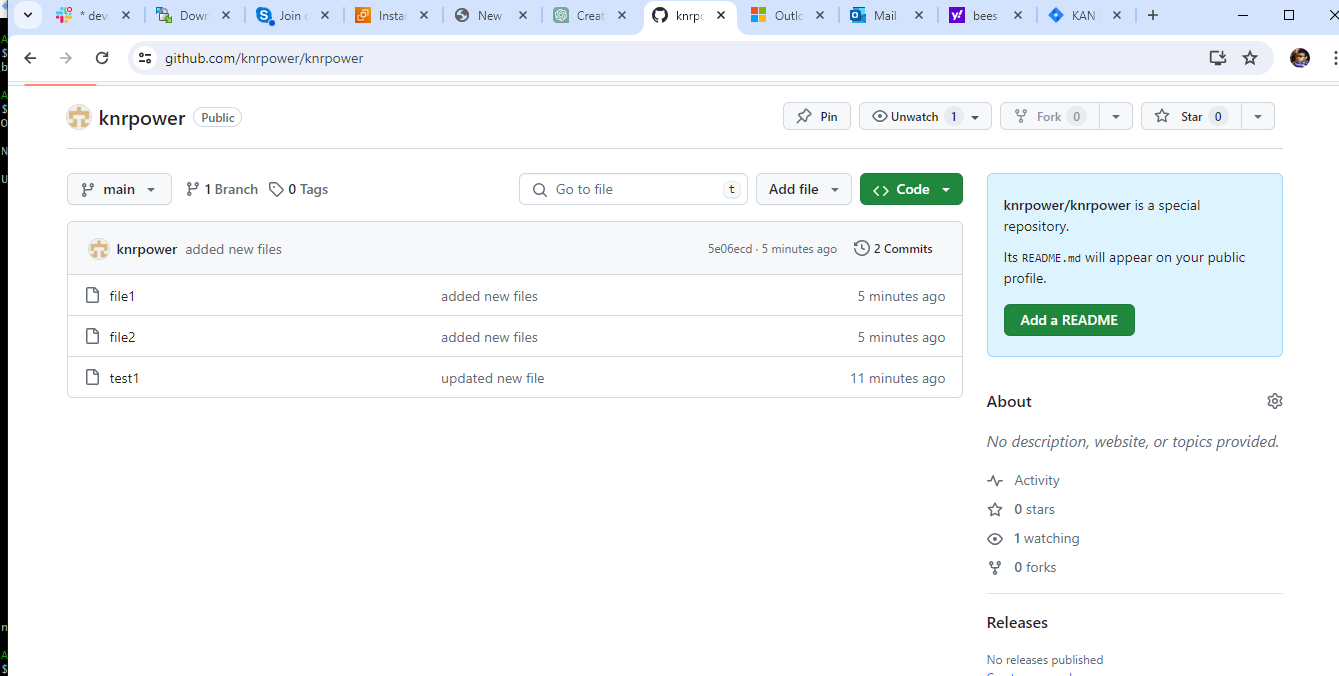 * dev
Down
Join c
Insta
New
Creat
knrpo
Outlo
Mail
bees
KAN
github.com/knrpower/knrpower
knrpower Public
Pin
Unwatch 1
Fork 0
Star 0
main
1 Branch
0 Tags
Go to file t
Add file
Code
knrpower added new files 5e06ecd · 5 minutes ago 2 Commits
file1 added new files 5 minutes ago
file2 added new files 5 minutes ago
test1 updated new file 11 minutes ago
knrpower/knrpower is a special
repository.
Its README.md will appear on your public
profile.
Add a README
About
No description, website, or topics provided.
Activity
0 stars
1 watching
0 forks
Releases
No releases published